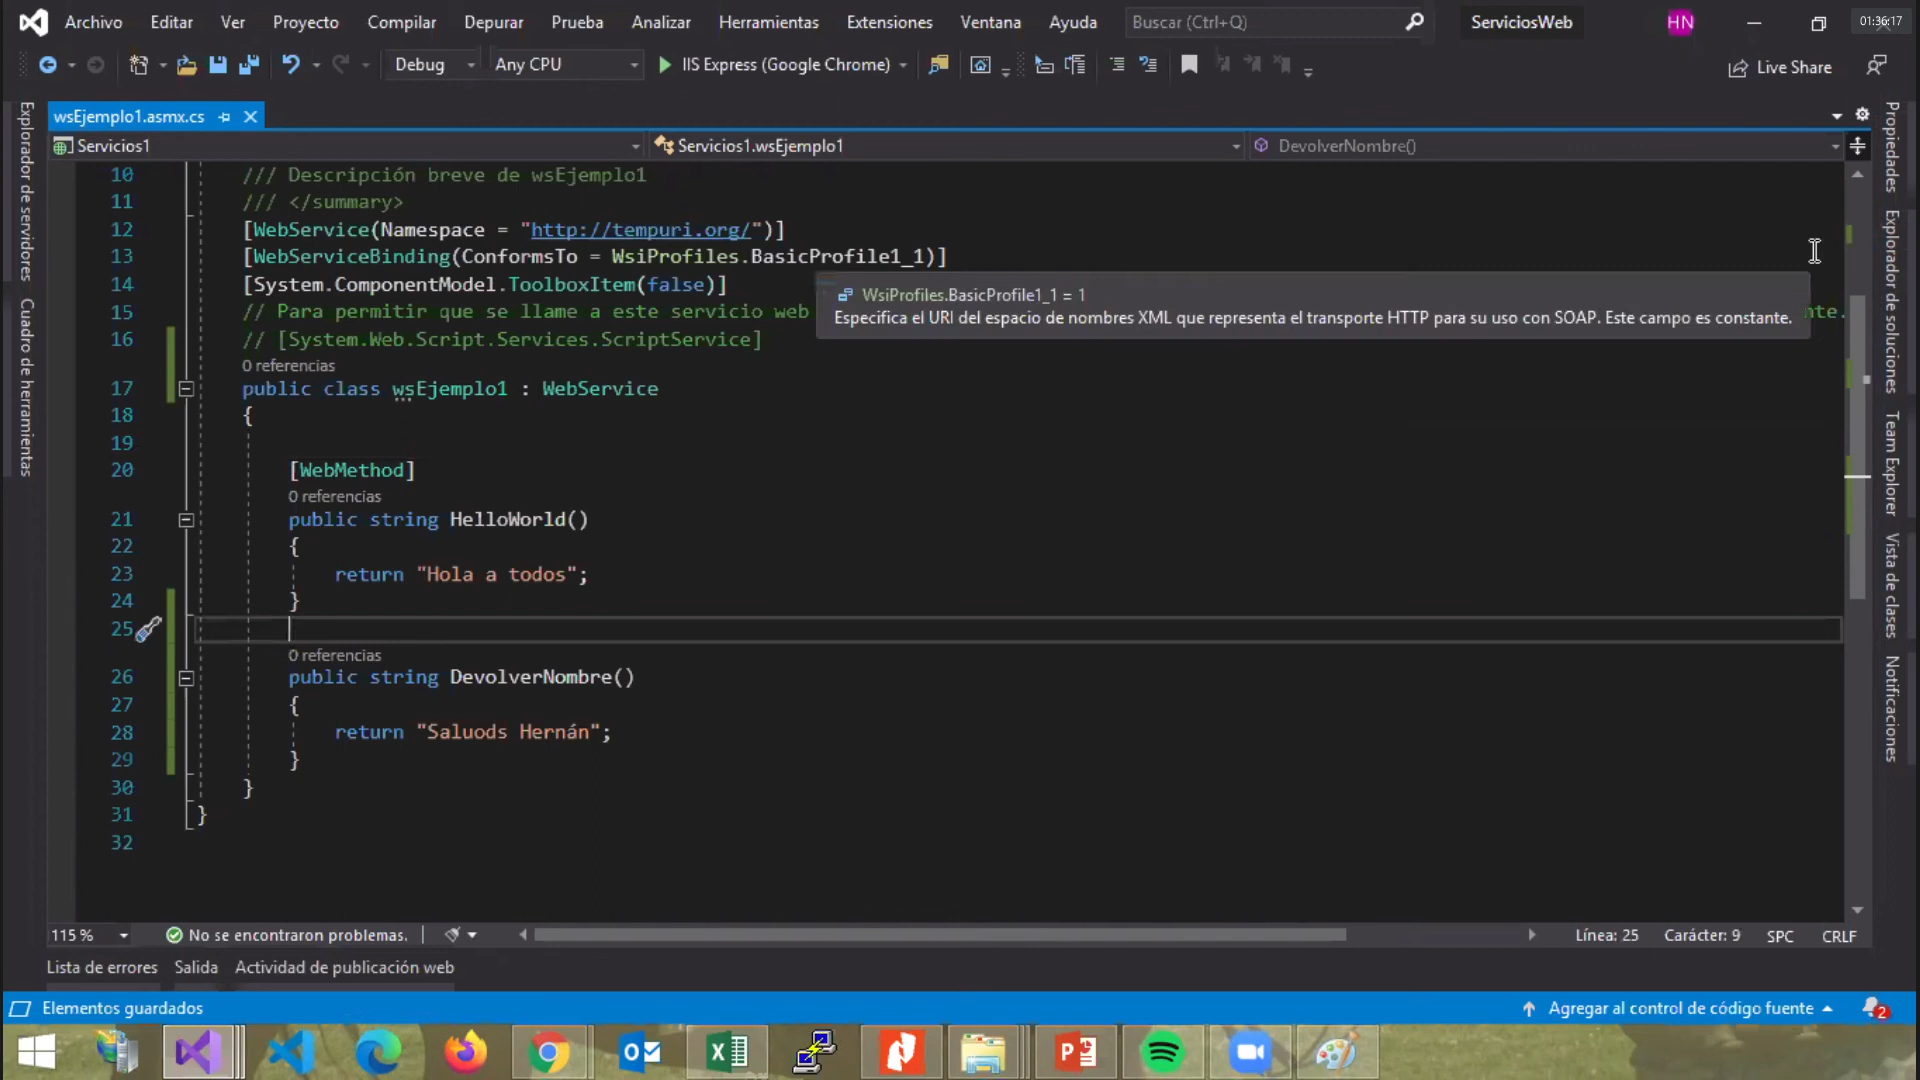 Archivo Editar Ver Proyecto Compilar Depurar Prueba Analizar Herramientas Extensiones Ventana Ayuda Buscar (Ctrl+Q) ServiciosWeb HN 01:36:17
Debug Any CPU IIS Express (Google Chrome) Live Share
wsEjemplo1.asmx.cs
Servicios1 Servicios1.wsEjemplo1 DevolverNombre()
Explorador de servidores
Cuadro de herramientas
10 /// Descripción breve de wsEjemplo1
11 /// </summary>
12 [WebService(Namespace = "http://tempuri.org/")]
13 [WebServiceBinding(ConformsTo = WsiProfiles.BasicProfile1_1)]
14 [System.ComponentModel.ToolboxItem(false)]
WsiProfiles.BasicProfile1_1 = 1
Especifica el URI del espacio de nombres XML que representa el transporte HTTP para su uso con SOAP. Este campo es constante.
15 // Para permitir que se llame a este servicio web nte.
16 // [System.Web.Script.Services.ScriptService]
0 referencias
17 public class wsEjemplo1 : WebService
18 {
19
20 [WebMethod]
0 referencias
21 public string HelloWorld()
22 {
23 return "Hola a todos";
24 }
25
0 referencias
26 public string DevolverNombre()
27 {
28 return "Saluods Hernán";
29 }
30 }
31 }
32
Propiedades
Explorador de soluciones
Team Explorer
Vista de clases
Notificaciones
115 % No se encontraron problemas. Línea: 25 Carácter: 9 SPC CRLF
Lista de errores Salida Actividad de publicación web
Elementos guardados Agregar al control de código fuente 2